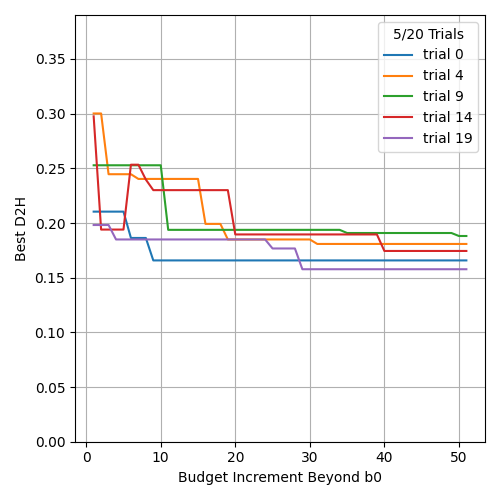 5/20 Trials
trial 0
trial 4
trial 9
trial 14
trial 19
Best D2H
0.35
0.30
0.25
0.20
0.15
0.10
0.05
0.00
0 10 20 30 40 50
Budget Increment Beyond b0